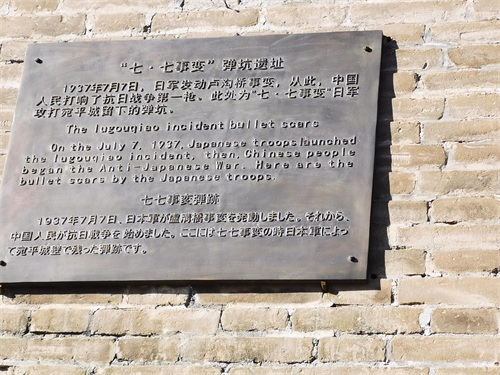 “七·七事变”弹坑遗址
1937年7月7日，日军发动卢沟桥事变，从此，中国
人民打响了抗日战争第一枪、此处为“七·七事变”日军
攻打宛平城留下的弹坑。
The lugouqiao incident bullet scars
On the July 7. 1937, Japanese troops launched
the lugouqiao incident, then, Chinese people
began the Anti-Japanese War. Here are the
bullet scars by the Japanese troops.
七七事変弾跡
1937年7月7日、日本軍が盧溝橋事変を発動しました。それから、
中国人民が抗日戦争を始めました。ここには七七事変の時日本軍によっ
て宛平城壁で残った弾跡です。